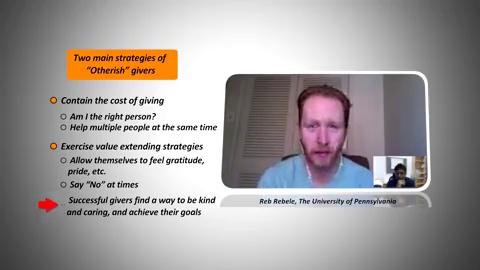 Two main strategies of
"Otherish" givers
Contain the cost of giving
Am I the right person?
Help multiple people at the same time
Exercise value extending strategies
Allow themselves to feel gratitude,
pride, etc.
Say "No" at times
Successful givers find a way to be kind
and caring, and achieve their goals
Reb Rebele, The University of Pennsylvania